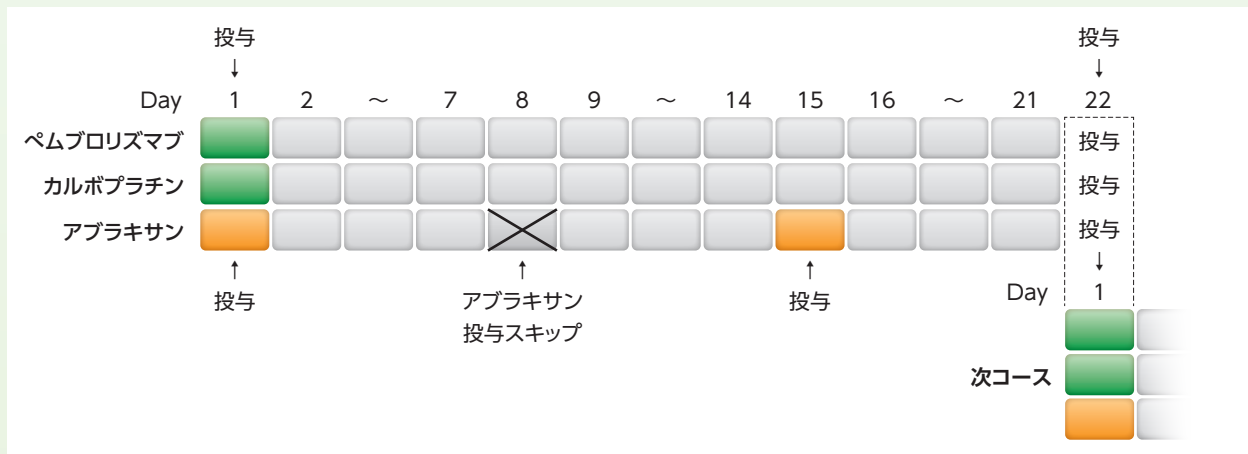 投与 投与
↓ ↓
Day 1 2 ～ 7 8 9 ～ 14 15 16 ～ 21 22
ペムブロリズマブ 投与
カルボプラチン 投与
アブラキサン 投与
↑ ↑ ↑ ↓
投与 アブラキサン 投与 Day 1
投与スキップ
次コース